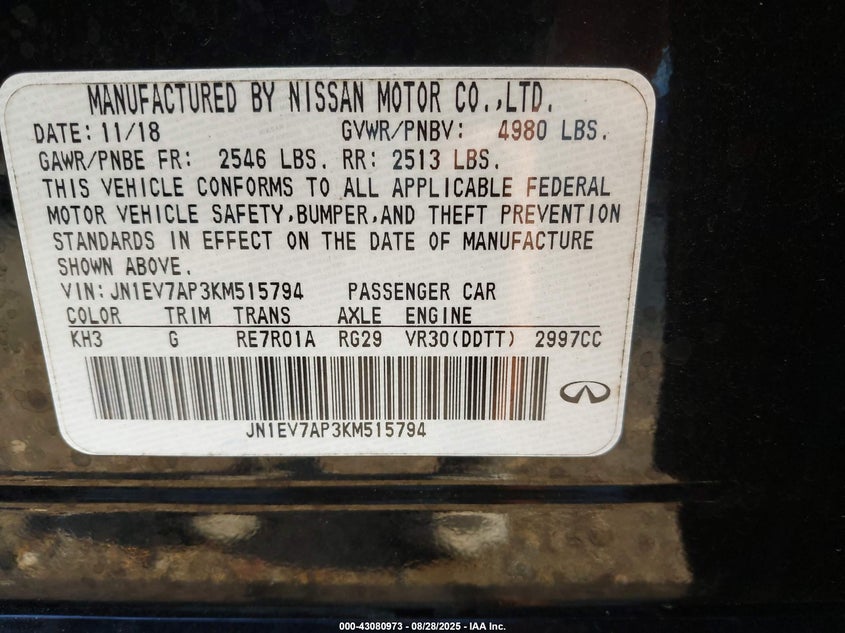 MANUFACTURED BY NISSAN MOTOR CO.,LTD.
DATE: 11/18 GVWR/PNBV: 4980 LBS.
GAWR/PNBE FR: 2546 LBS. RR: 2513 LBS.
THIS VEHICLE CONFORMS TO ALL APPLICABLE FEDERAL
MOTOR VEHICLE SAFETY,BUMPER,AND THEFT PREVENTION
STANDARDS IN EFFECT ON THE DATE OF MANUFACTURE
SHOWN ABOVE.
VIN:JN1EV7AP3KM515794 PASSENGER CAR
COLOR TRIM TRANS AXLE ENGINE
KH3 G RE7R01A RG29 VR30(DDTT) 2997CC
JN1EV7AP3KM515794
000-43080973 - 08/28/2025 - IAA Inc.